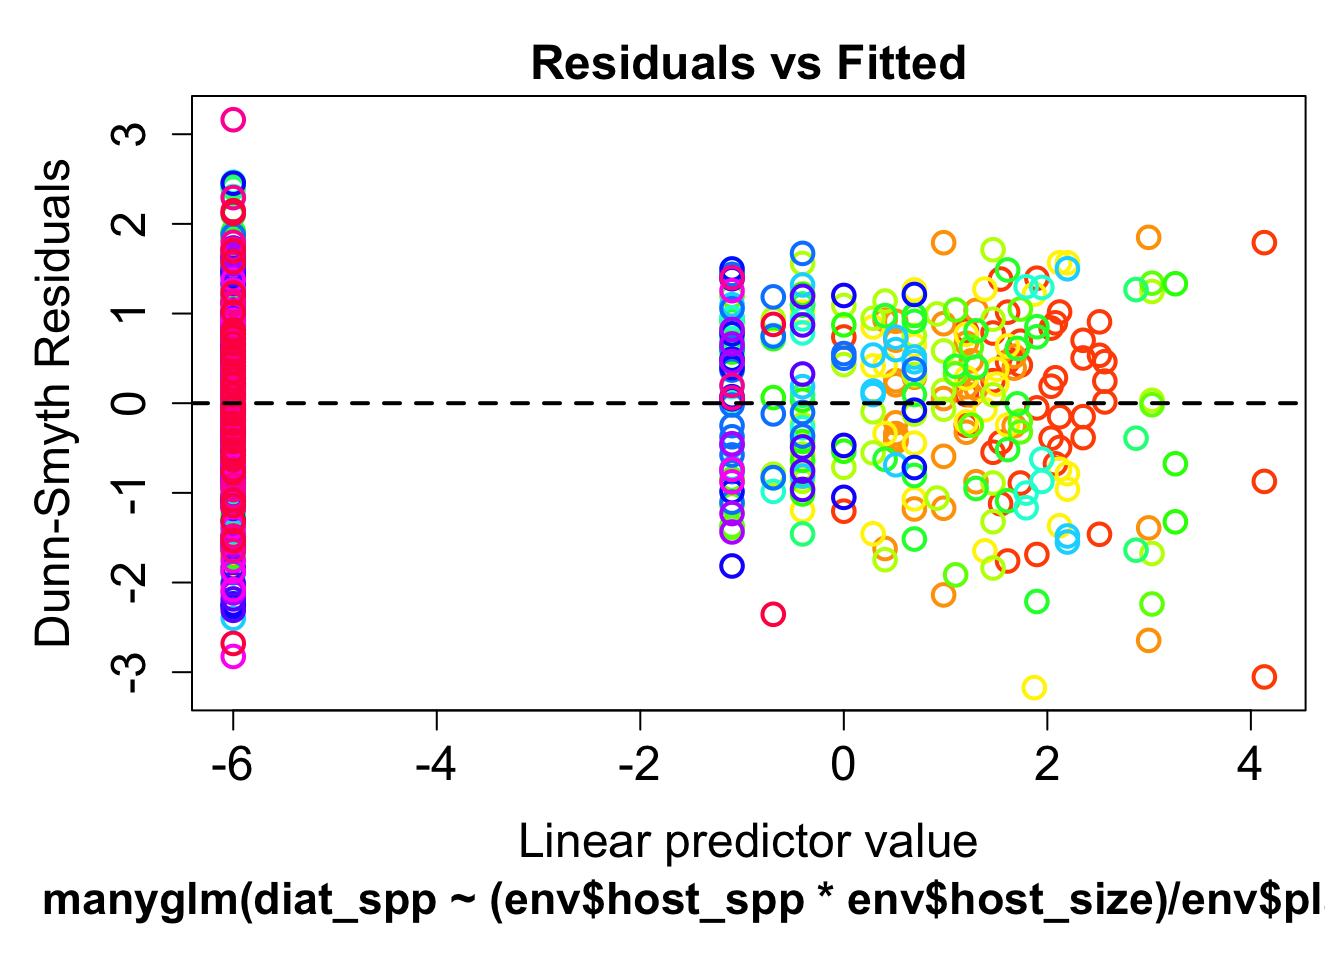 Residuals vs Fitted
Dunn-Smyth Residuals
3
2
1
0
-1
-2
-3
-6 -4 -2 0 2 4
Linear predictor value
manyglm(diat_spp ~ (env$host_spp * env$host_size)/env$pl